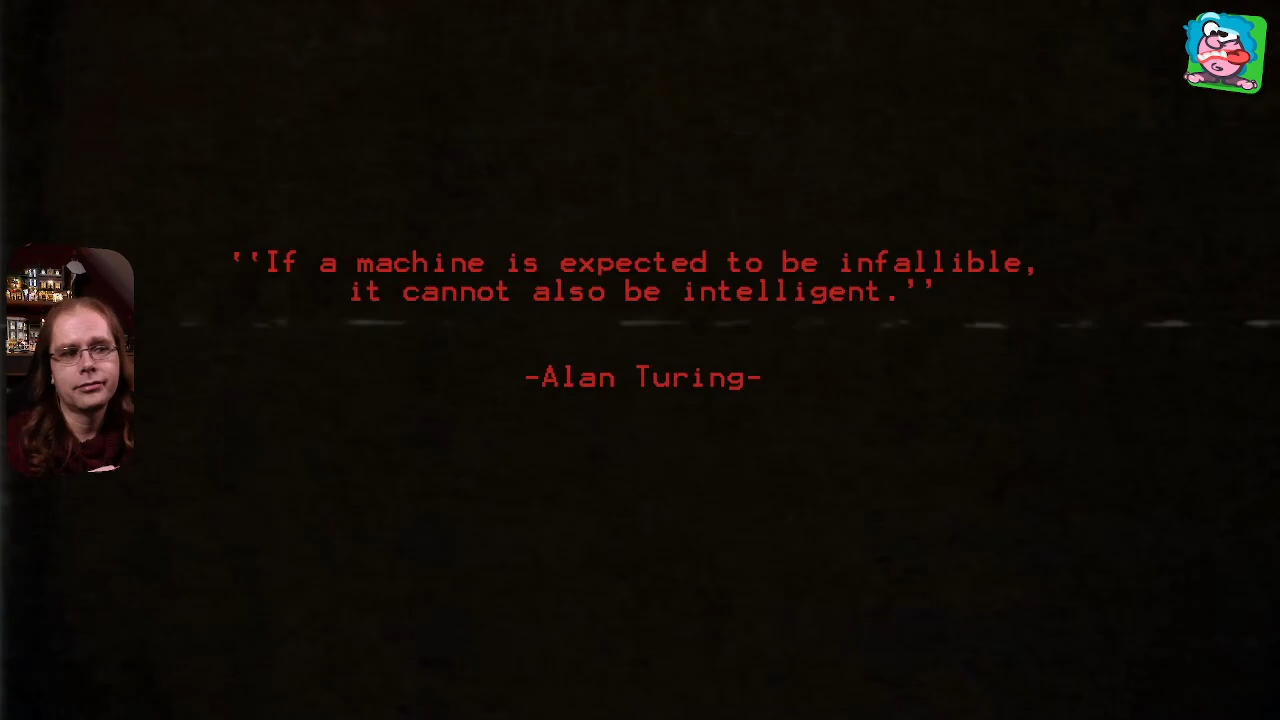 ‘‘If a machine is expected to be infallible,
it cannot also be intelligent.’’
-Alan Turing-